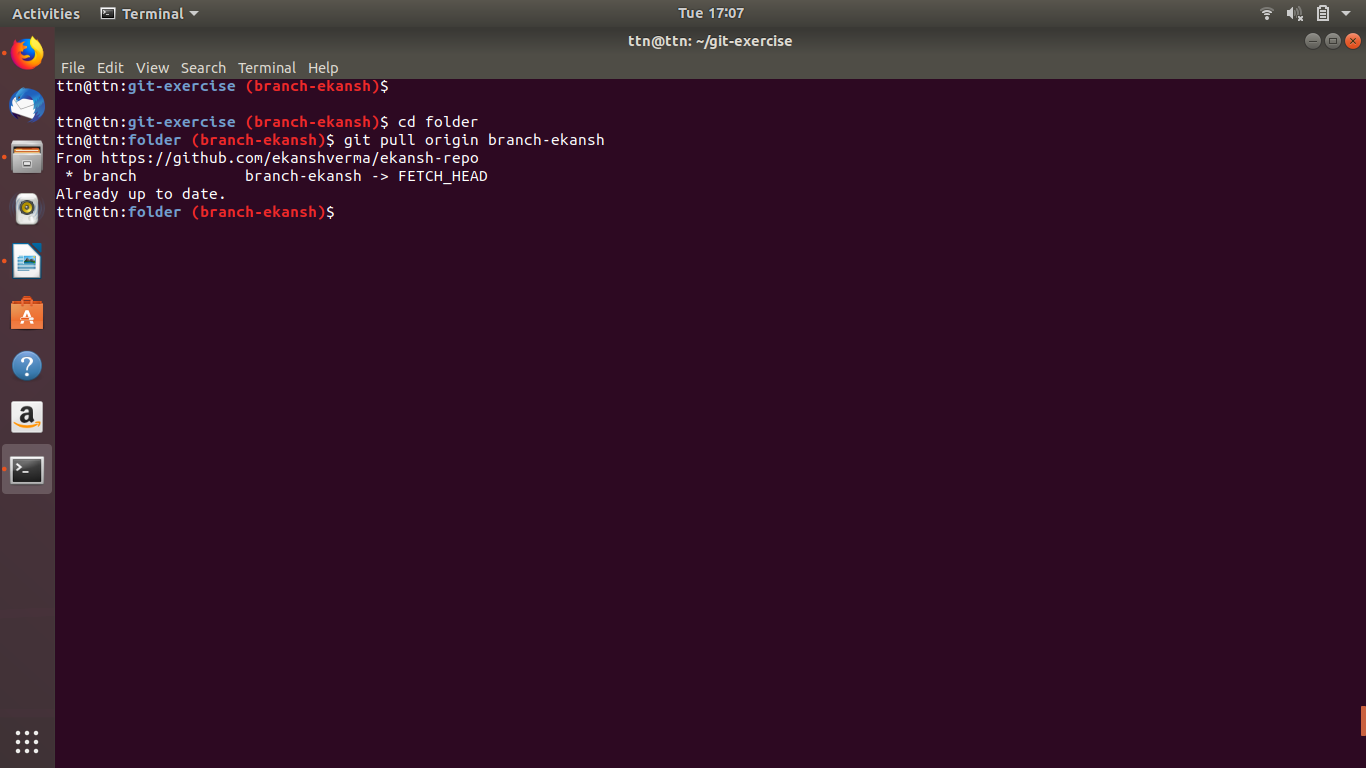 Activities Terminal Tue 17:07
ttn@ttn: ~/git-exercise
File Edit View Search Terminal Help
ttn@ttn:git-exercise (branch-ekansh)$
ttn@ttn:git-exercise (branch-ekansh)$ cd folder
ttn@ttn:folder (branch-ekansh)$ git pull origin branch-ekansh
From https://github.com/ekanshverma/ekansh-repo
 * branch            branch-ekansh -> FETCH_HEAD
Already up to date.
ttn@ttn:folder (branch-ekansh)$